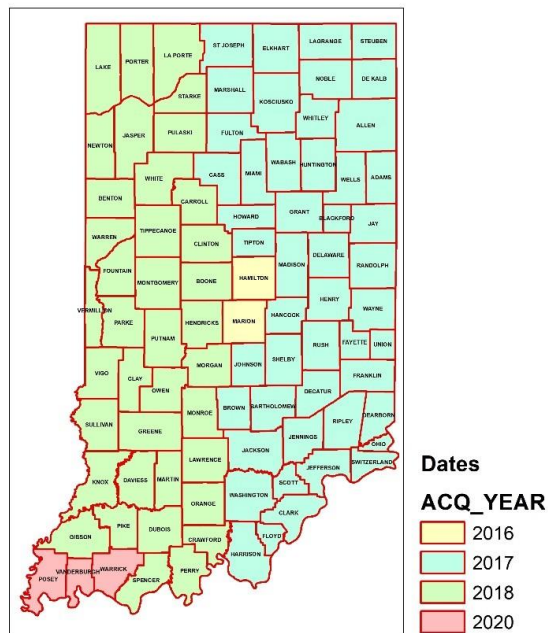 ST JOSEPH
ELKHART
LAGRANGE
STEUBEN
LAKE
PORTER
LA PORTE
NOBLE
DE KALB
STARKE
MARSHALL
KOSCIUSKO
WHITLEY
ALLEN
NEWTON
JASPER
PULASKI
FULTON
WHITE
CASS
MIAMI
WABASH
HUNTINGTON
WELLS
ADAMS
DENTON
CARROLL
HOWARD
GRANT
BLACKFORD
JAY
WARREN
TIPPECANOE
CLINTON
TIPTON
MADISON
DELAWARE
RANDOLPH
FOUNTAIN
MONTGOMERY
BOONE
HAMILTON
HENRY
WAYNE
VERMILLION
PARKE
PUTNAM
HENDRICKS
MARION
HANCOCK
RUSH
FAYETTE
UNION
VIGO
CLAY
OWEN
MORGAN
JOHNSON
SHELBY
FRANKLIN
DECATUR
SULLIVAN
GREENE
MONROE
BROWN
BARTHOLOMEW
RIPLEY
DEARBORN
JENNINGS
OHIO
SWITZERLAND
JEFFERSON
KNOX
DAVIESS
MARTIN
LAWRENCE
JACKSON
WASHINGTON
SCOTT
CLARK
GIBSON
PIKE
DUBOIS
ORANGE
CRAWFORD
FLOYD
HARRISON
POSEY
VANDERBURGH
WARRICK
SPENCER
PERRY
Dates
ACQ_YEAR
2016
2017
2018
2020